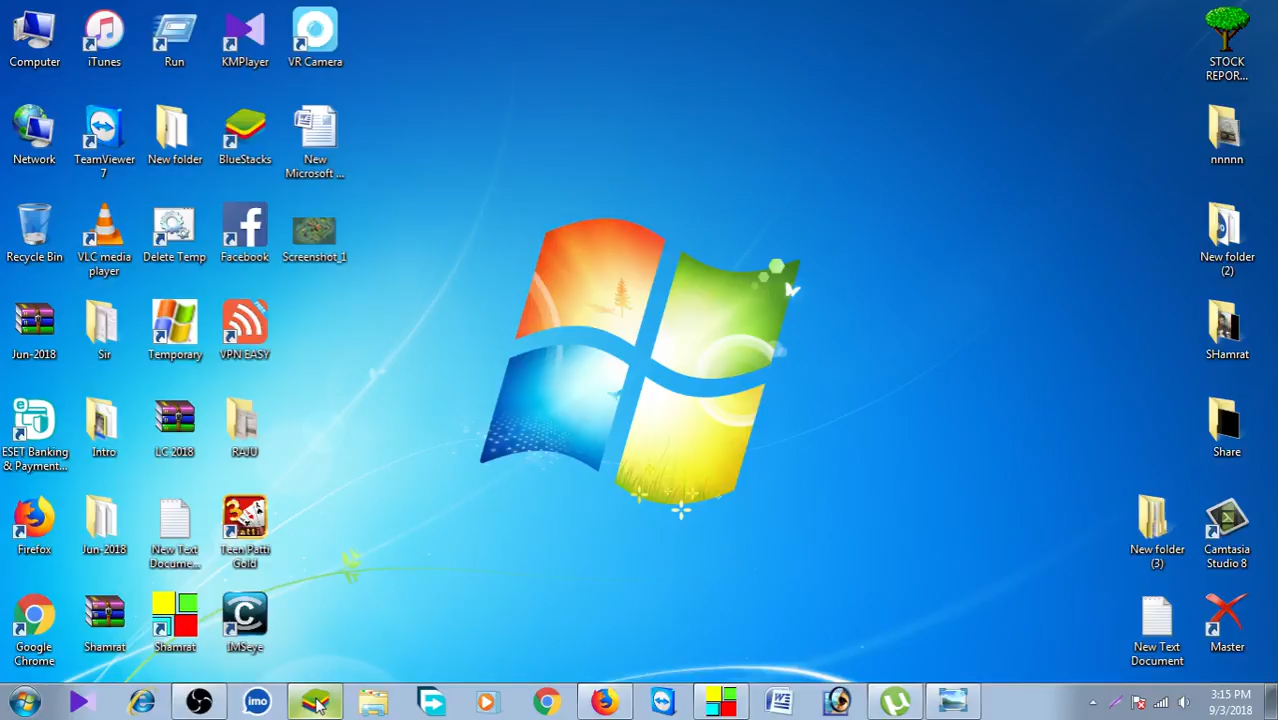 Computer
iTunes
Run
KMPlayer
VR Camera
STOCK
REPOR...
Network
TeamViewer
7
New folder
BlueStacks
New
Microsoft ...
nnnnn
Recycle Bin
VLC media
player
Delete Temp
Facebook
Screenshot_1
New folder
(2)
Jun-2018
Sir
Temporary
VPN EASY
SHamrat
ESET Banking
& Payment...
Intro
LC 2018
RAJU
Share
Firefox
Jun-2018
New Text
Docume...
Teen Patti
Gold
New folder
(3)
Camtasia
Studio 8
Google
Chrome
Shamrat
Shamrat
IMSeye
New Text
Document
Master
imo
3:15 PM
9/3/2018